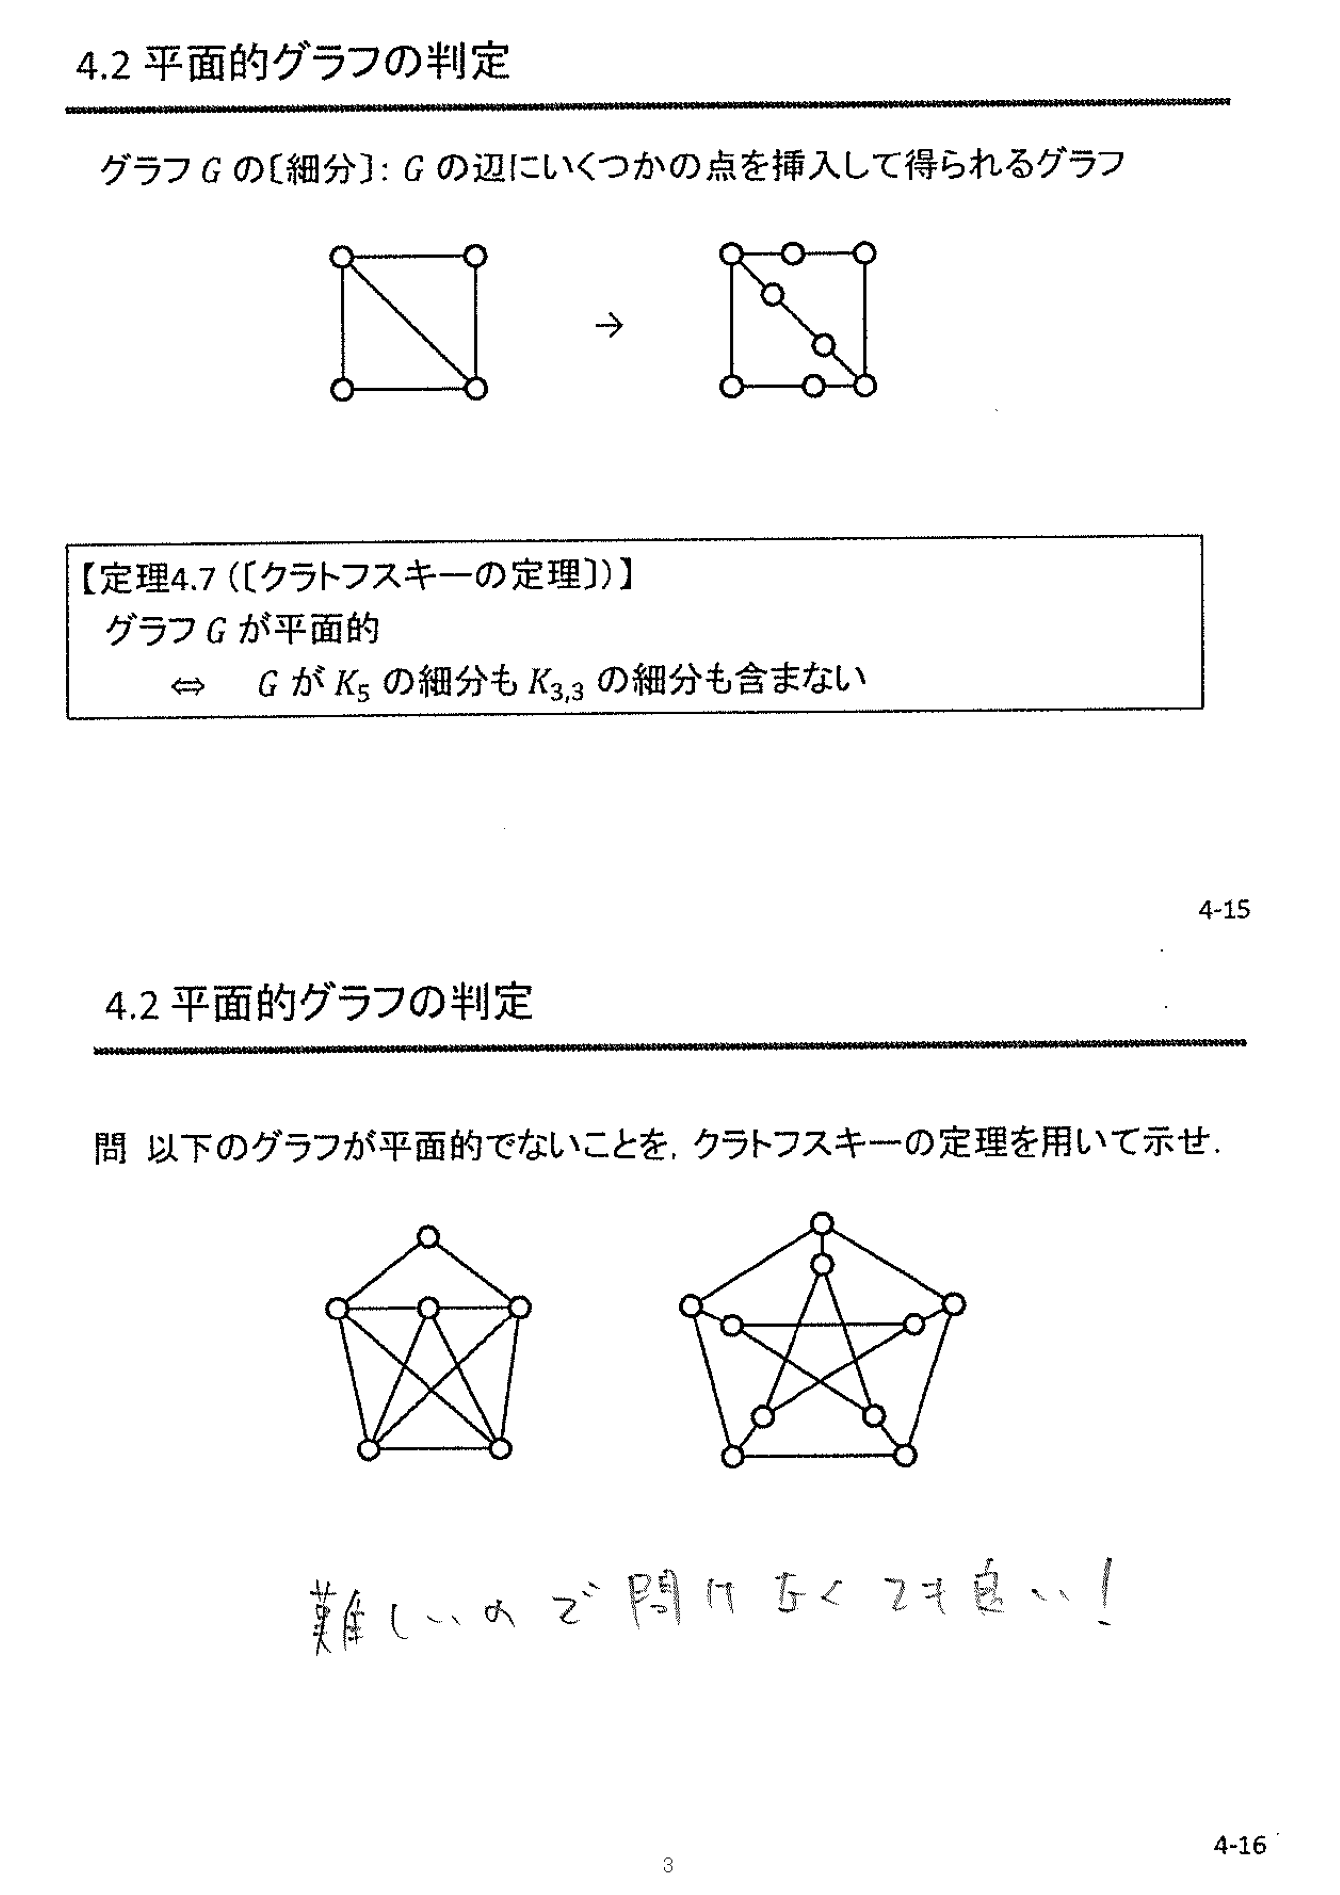 4.2 平面的グラフの判定
グラフ G の〔細分〕: G の辺にいくつかの点を挿入して得られるグラフ
→
【定理4.7 (〔クラトフスキーの定理〕)】
グラフ G が平面的
⇔ G が K₅ の細分も K₃,₃ の細分も含まない
4-15
4.2 平面的グラフの判定
問 以下のグラフが平面的でないことを, クラトフスキーの定理を用いて示せ.
難しいので開けなくても良い!
4-16
3